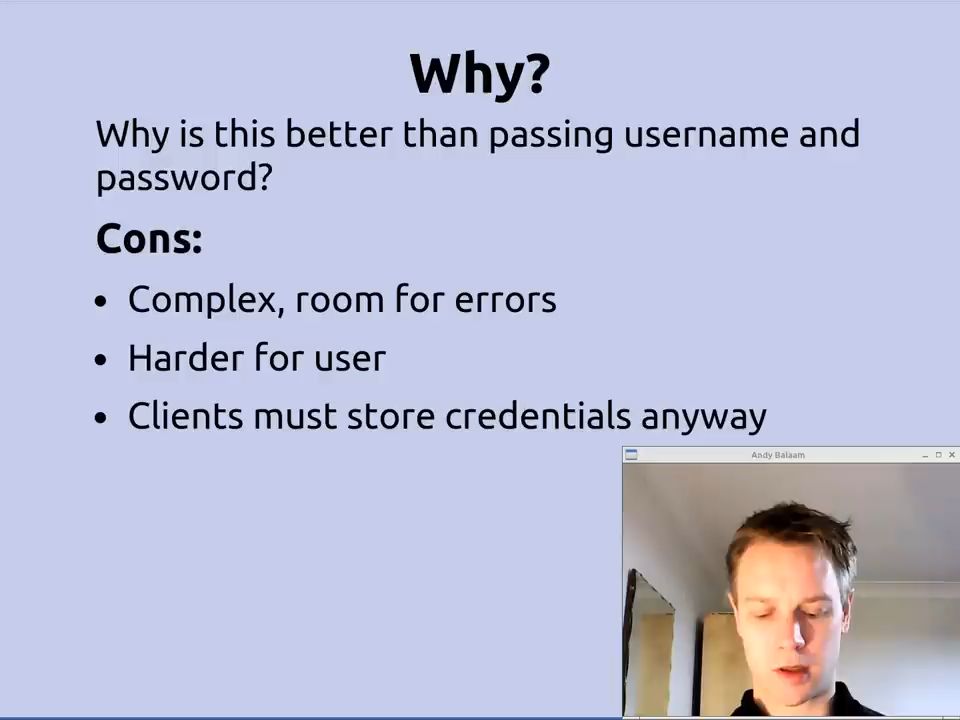 Why?
Why is this better than passing username and
password?
Cons:
• Complex, room for errors
• Harder for user
• Clients must store credentials anyway
Andy Balaam